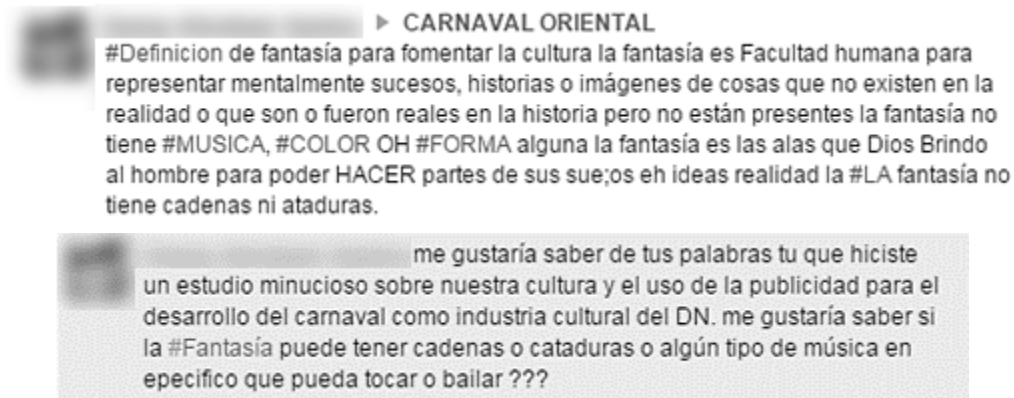 CARNAVAL ORIENTAL
#Definicion de fantasía para fomentar la cultura la fantasía es Facultad humana para
representar mentalmente sucesos, historias o imágenes de cosas que no existen en la
realidad o que son o fueron reales en la historia pero no están presentes la fantasía no
tiene #MUSICA, #COLOR OH #FORMA alguna la fantasía es las alas que Dios Brindo
al hombre para poder HACER partes de sus sue;os eh ideas realidad la #LA fantasía no
tiene cadenas ni ataduras.
me gustaría saber de tus palabras tu que hiciste
un estudio minucioso sobre nuestra cultura y el uso de la publicidad para el
desarrollo del carnaval como industria cultural del DN. me gustaría saber si
la #Fantasía puede tener cadenas o cataduras o algún tipo de música en
epecifico que pueda tocar o bailar ???